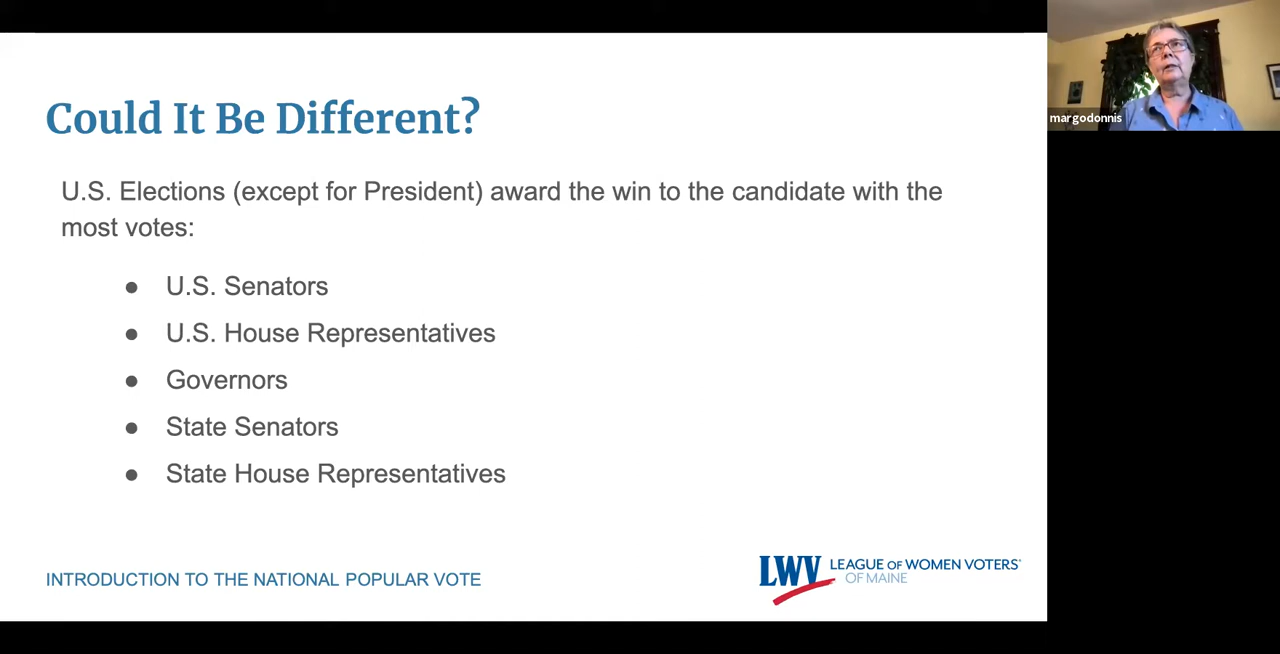 Could It Be Different?
U.S. Elections (except for President) award the win to the candidate with the
most votes:
● U.S. Senators
● U.S. House Representatives
● Governors
● State Senators
● State House Representatives
INTRODUCTION TO THE NATIONAL POPULAR VOTE
LWV LEAGUE OF WOMEN VOTERS®
OF MAINE
margodonnis